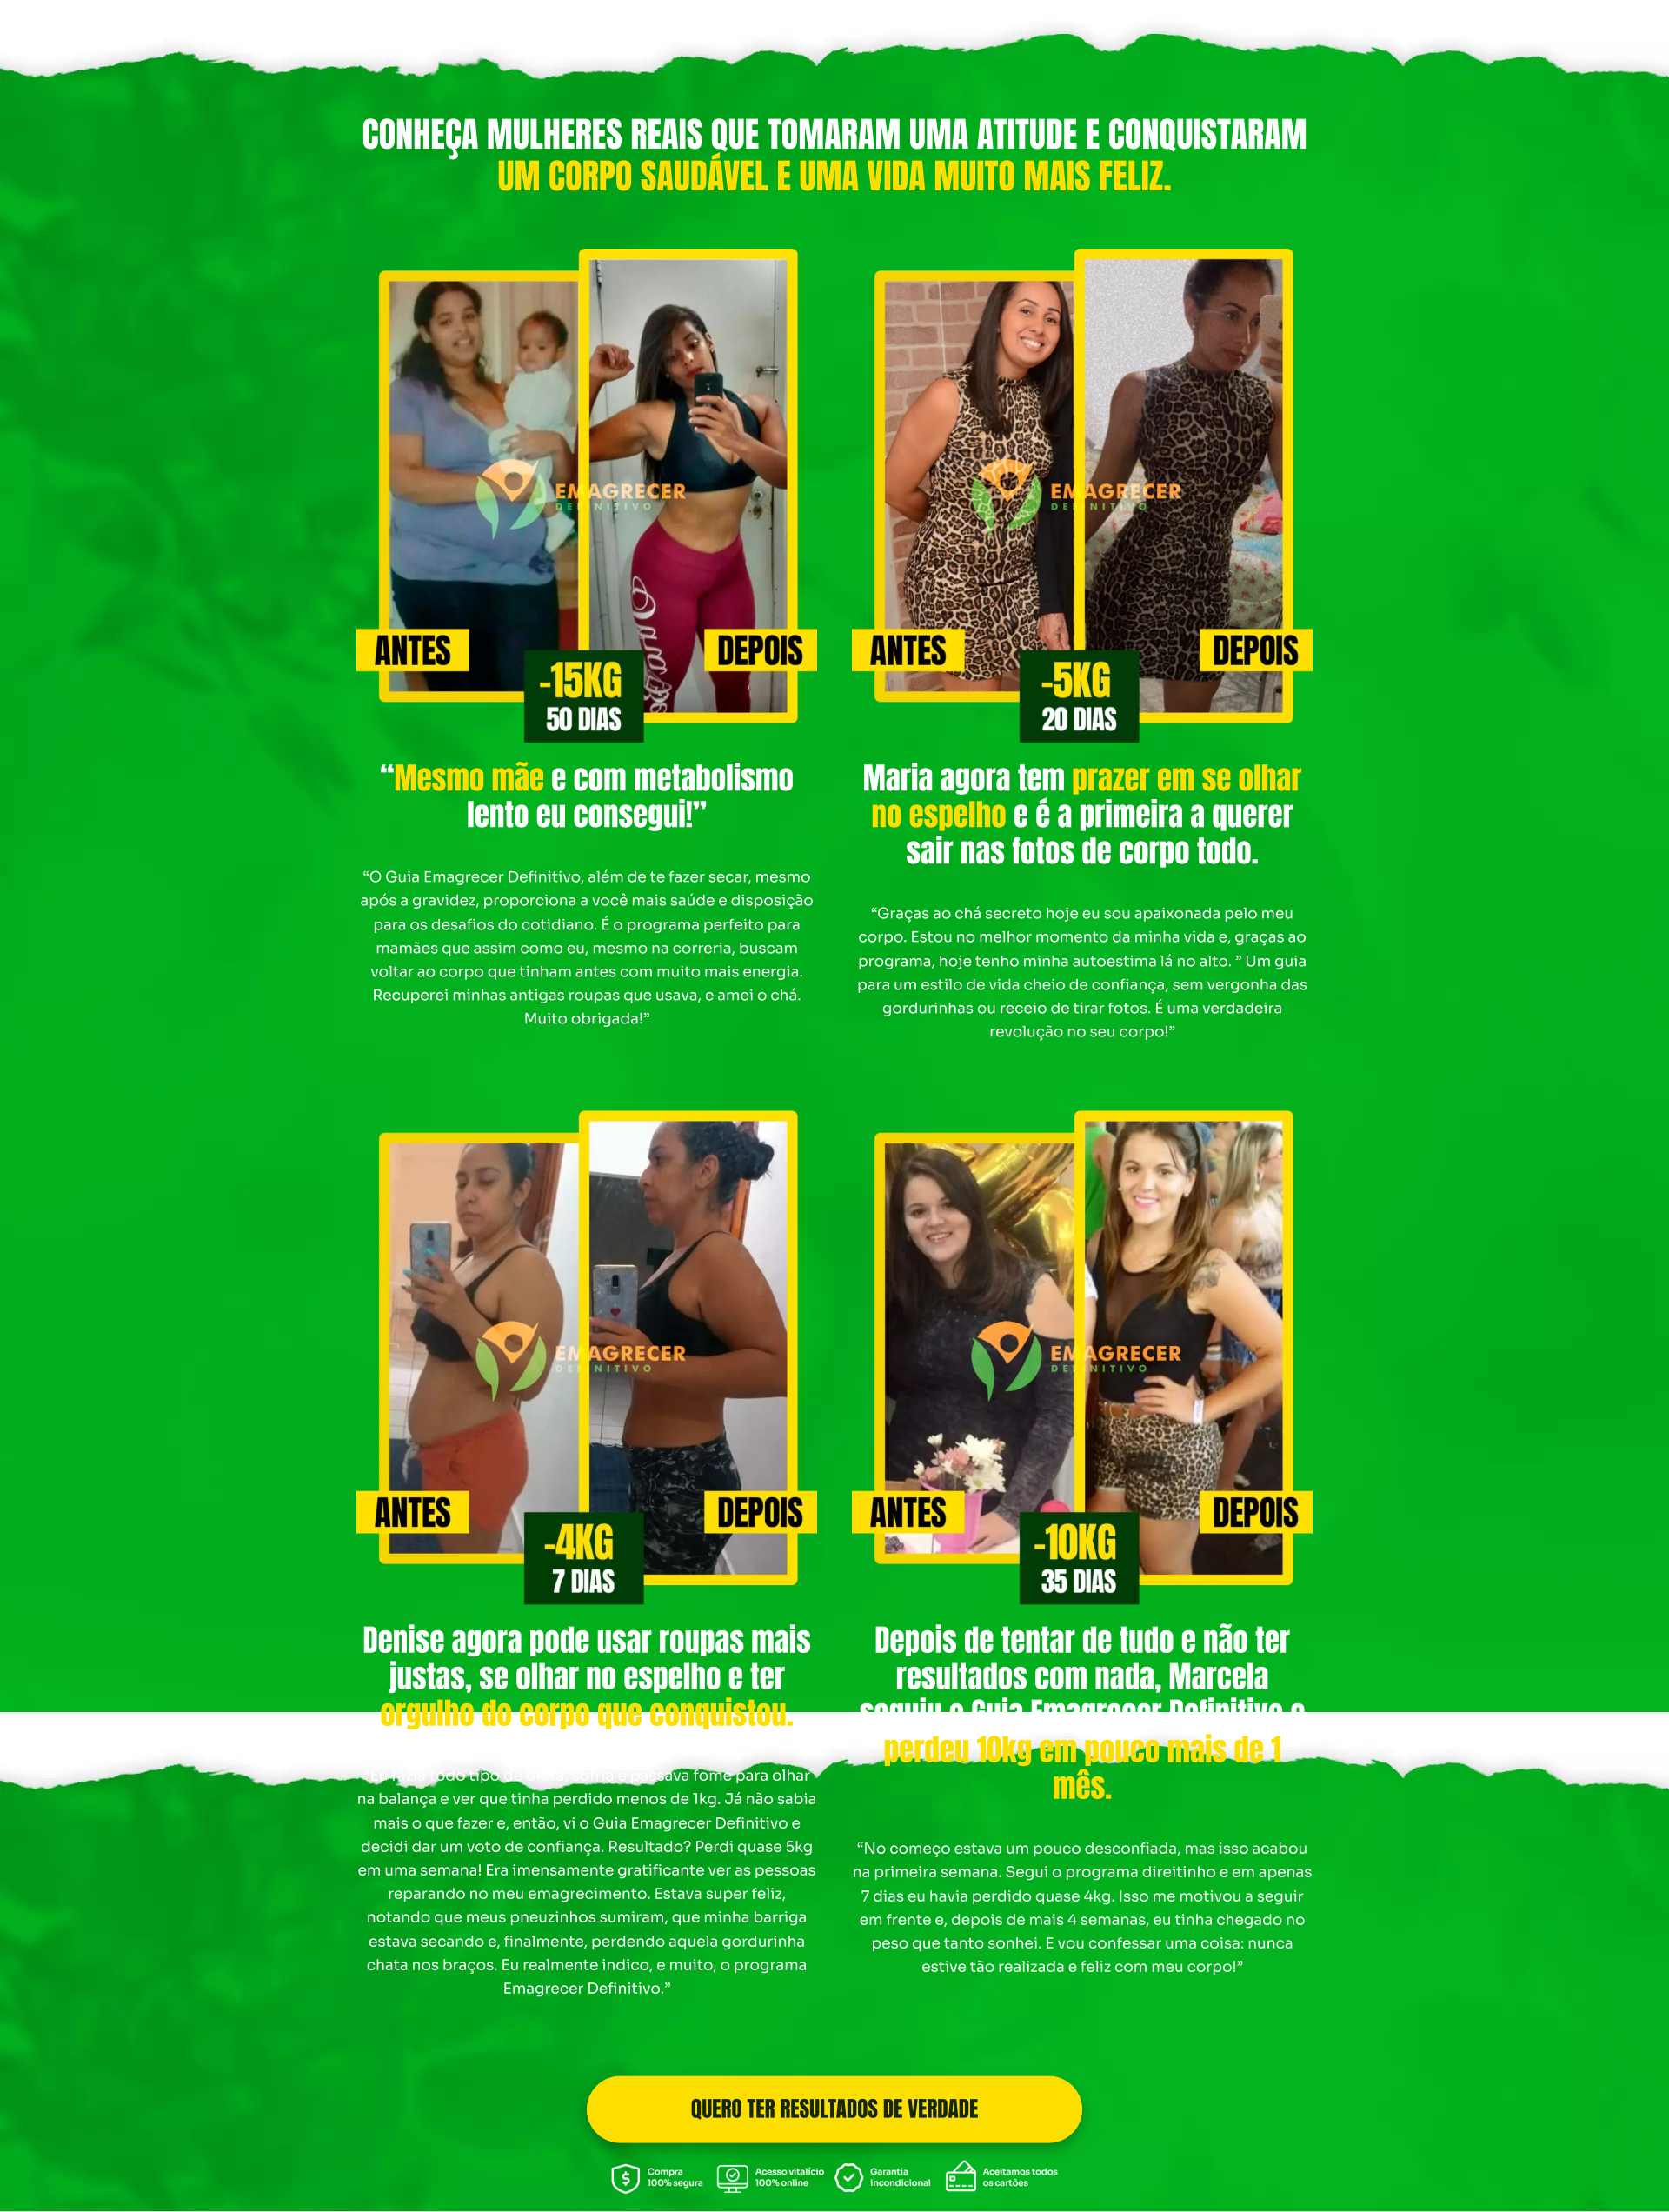 CONHEÇA MULHERES REAIS QUE TOMARAM UMA ATITUDE E CONQUISTARAM
UM CORPO SAUDÁVEL E UMA VIDA MUITO MAIS FELIZ.
EMAGRECER
DEFINITIVO
ANTES
DEPOIS
-15KG
50 DIAS
“Mesmo mãe e com metabolismo
lento eu consegui!”
“O Guia Emagrecer Definitivo, além de te fazer secar, mesmo
após a gravidez, proporciona a você mais saúde e disposição
para os desafios do cotidiano. É o programa perfeito para
mamães que assim como eu, mesmo na correria, buscam
voltar ao corpo que tinham antes com muito mais energia.
Recuperei minhas antigas roupas que usava, e amei o chá.
Muito obrigada!”
EMAGRECER
DEFINITIVO
ANTES
DEPOIS
-5KG
20 DIAS
Maria agora tem prazer em se olhar
no espelho e é a primeira a querer
sair nas fotos de corpo todo.
“Graças ao chá secreto hoje eu sou apaixonada pelo meu
corpo. Estou no melhor momento da minha vida e, graças ao
programa, hoje tenho minha autoestima lá no alto. ” Um guia
para um estilo de vida cheio de confiança, sem vergonha das
gordurinhas ou receio de tirar fotos. É uma verdadeira
revolução no seu corpo!”
EMAGRECER
DEFINITIVO
ANTES
DEPOIS
-4KG
7 DIAS
Denise agora pode usar roupas mais
justas, se olhar no espelho e ter
orgulho do corpo que conquistou.
todo tipo de passava fome para olhar
na balança e ver que tinha perdido menos de 1kg. Já não sabia
mais o que fazer e, então, vi o Guia Emagrecer Definitivo e
decidi dar um voto de confiança. Resultado? Perdi quase 5kg
em uma semana! Era imensamente gratificante ver as pessoas
reparando no meu emagrecimento. Estava super feliz,
notando que meus pneuzinhos sumiram, que minha barriga
estava secando e, finalmente, perdendo aquela gordurinha
chata nos braços. Eu realmente indico, e muito, o programa
Emagrecer Definitivo.”
EMAGRECER
DEFINITIVO
ANTES
DEPOIS
-10KG
35 DIAS
Depois de tentar de tudo e não ter
resultados com nada, Marcela
seguiu o Guia Emagrecer Definitivo e
perdeu 10kg em pouco mais de 1
mês.
“No começo estava um pouco desconfiada, mas isso acabou
na primeira semana. Segui o programa direitinho e em apenas
7 dias eu havia perdido quase 4kg. Isso me motivou a seguir
em frente e, depois de mais 4 semanas, eu tinha chegado no
peso que tanto sonhei. E vou confessar uma coisa: nunca
estive tão realizada e feliz com meu corpo!”
QUERO TER RESULTADOS DE VERDADE
Compra
100% segura
Acesso vitalício
100% online
Garantia
incondicional
Aceitamos todos
os cartões